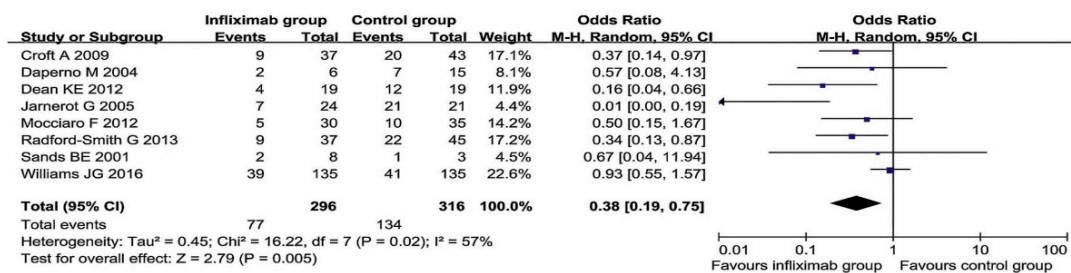 Infliximab group Control group Odds Ratio Odds Ratio
Study or Subgroup Events Total Events Total Weight M-H, Random, 95% CI M-H, Random, 95% CI
Croft A 2009 9 37 20 43 17.1% 0.37 [0.14, 0.97]
Daperno M 2004 2 6 7 15 8.1% 0.57 [0.08, 4.13]
Dean KE 2012 4 19 12 19 11.9% 0.16 [0.04, 0.66]
Jarnerot G 2005 7 24 21 21 4.4% 0.01 [0.00, 0.19]
Mocciaro F 2012 5 30 10 35 14.2% 0.50 [0.15, 1.67]
Radford-Smith G 2013 9 37 22 45 17.2% 0.34 [0.13, 0.87]
Sands BE 2001 2 8 1 3 4.5% 0.67 [0.04, 11.94]
Williams JG 2016 39 135 41 135 22.6% 0.93 [0.55, 1.57]
Total (95% CI) 296 316 100.0% 0.38 [0.19, 0.75]
Total events 77 134
Heterogeneity: Tau² = 0.45; Chi² = 16.22, df = 7 (P = 0.02); I² = 57%
Test for overall effect: Z = 2.79 (P = 0.005)
0.01 0.1 1 10 100
Favours infliximab group Favours control group